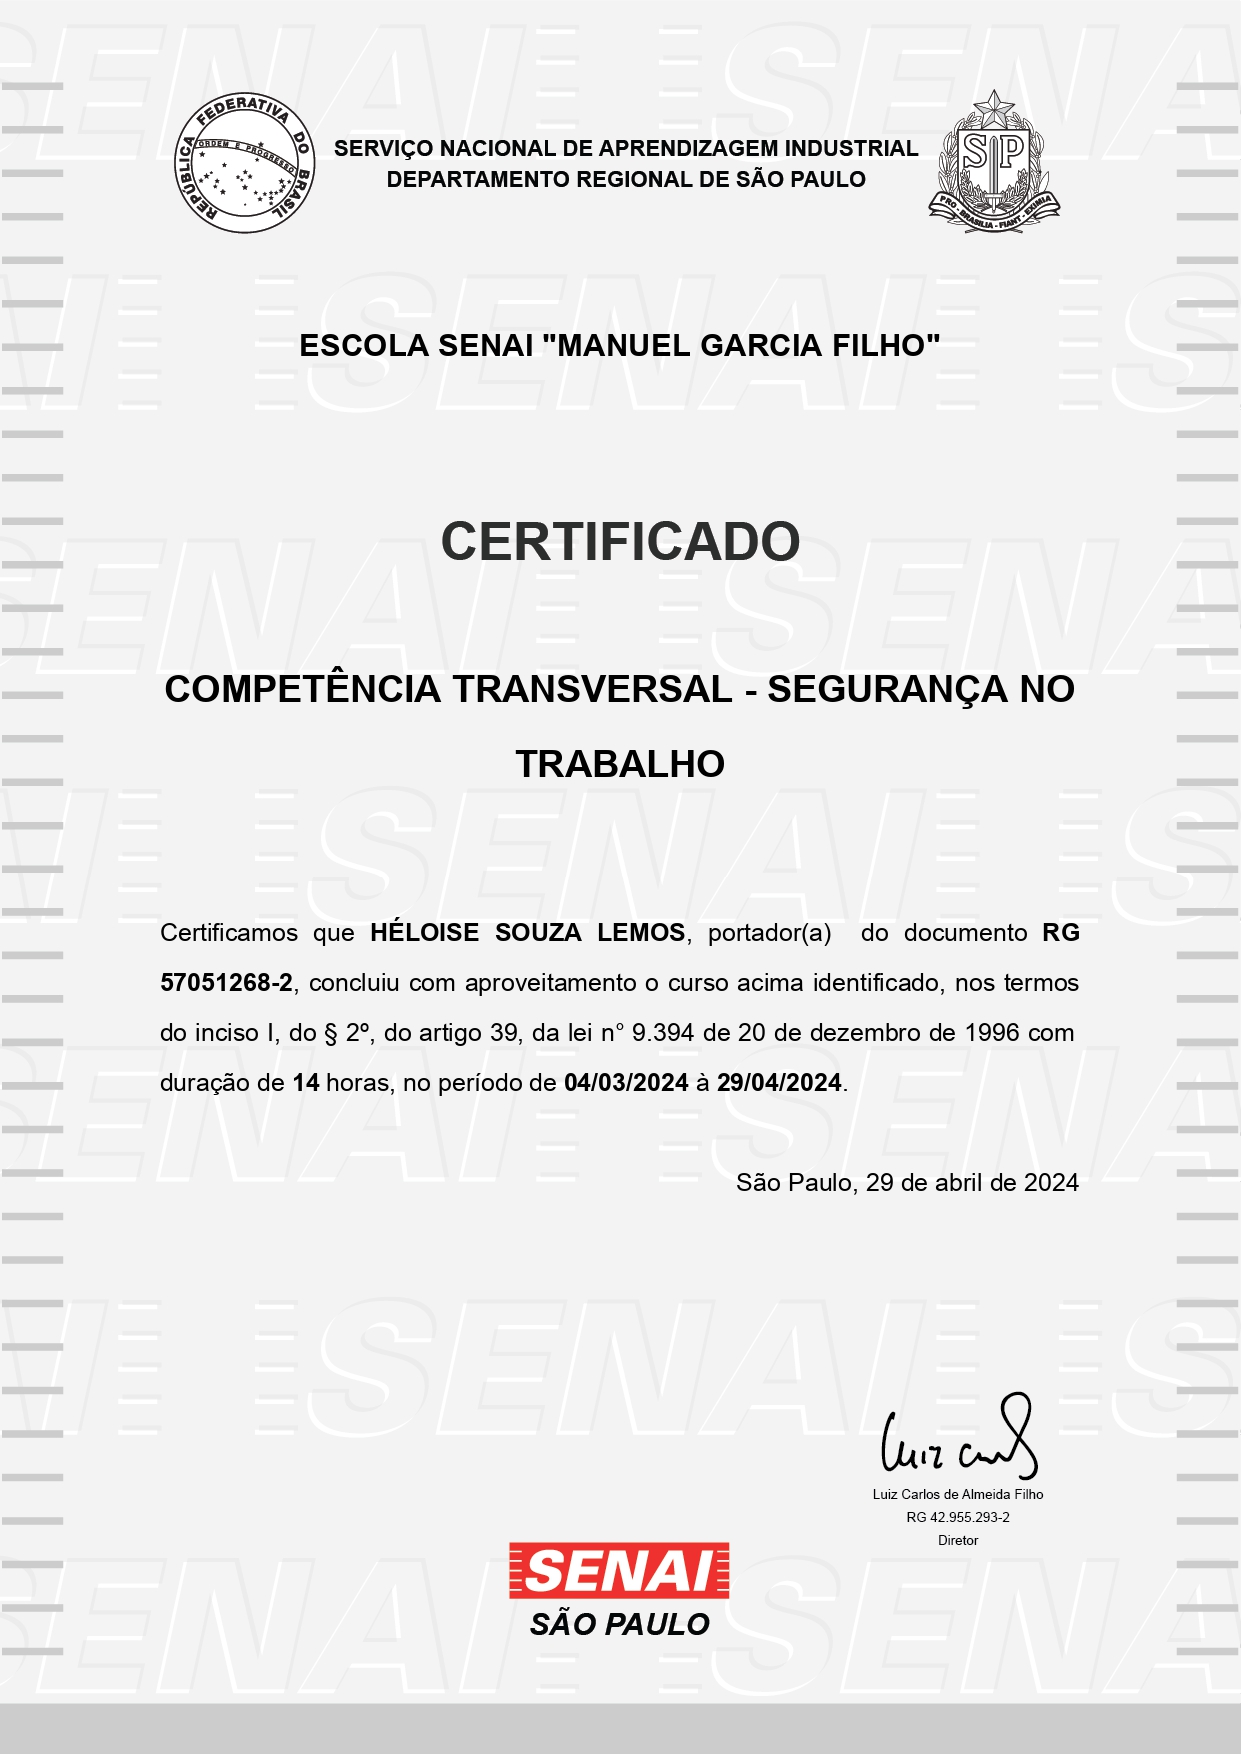 REPÚBLICA FEDERATIVA DO BRASIL
ORDEM E PROGRESSO
SERVIÇO NACIONAL DE APRENDIZAGEM INDUSTRIAL
DEPARTAMENTO REGIONAL DE SÃO PAULO
SP
PRO - BRASILIA - FIANT - EXIMIA
ESCOLA SENAI "MANUEL GARCIA FILHO"
CERTIFICADO
COMPETÊNCIA TRANSVERSAL - SEGURANÇA NO
TRABALHO
Certificamos que HÉLOISE SOUZA LEMOS, portador(a) do documento RG
57051268-2, concluiu com aproveitamento o curso acima identificado, nos termos
do inciso I, do § 2º, do artigo 39, da lei n° 9.394 de 20 de dezembro de 1996 com
duração de 14 horas, no período de 04/03/2024 à 29/04/2024.
São Paulo, 29 de abril de 2024
Luiz Carlos de Almeida Filho
RG 42.955.293-2
Diretor
SENAI
SÃO PAULO